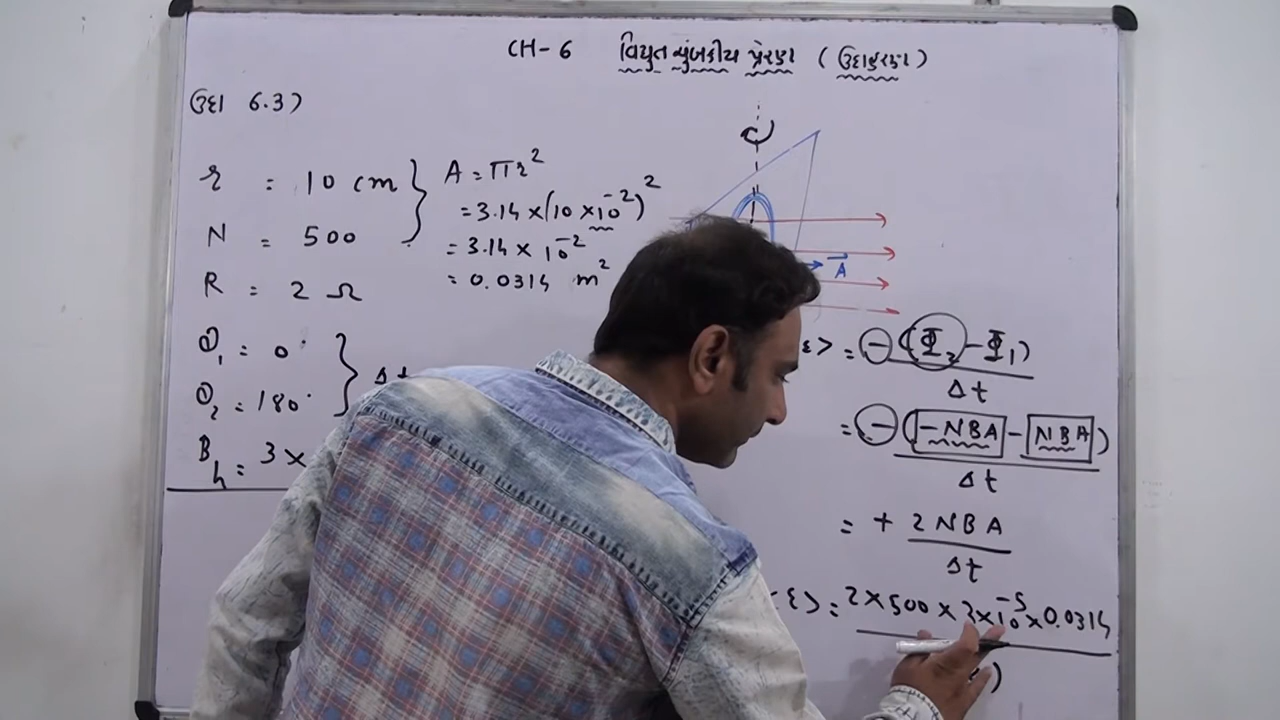 CH-6 વિદ્યુત ચુંબકીય પ્રેરણ (ઉદાહરણ)
ઉદા 6.3)
r = 10 cm
N = 500
R = 2 Ω
θ₁ = 0°
θ₂ = 180°
Bₕ = 3 ×
A = πr²
= 3.14 × (10 × 10⁻²)²
= 3.14 × 10⁻²
= 0.0314 m²
Δt
A⃗
ε> = -(Φ₂ - Φ₁)
Δt
= -(-NBA - NBA)
Δt
= + 2NBA
Δt
ε> = 2 × 500 × 3 × 10⁻⁵ × 0.0314